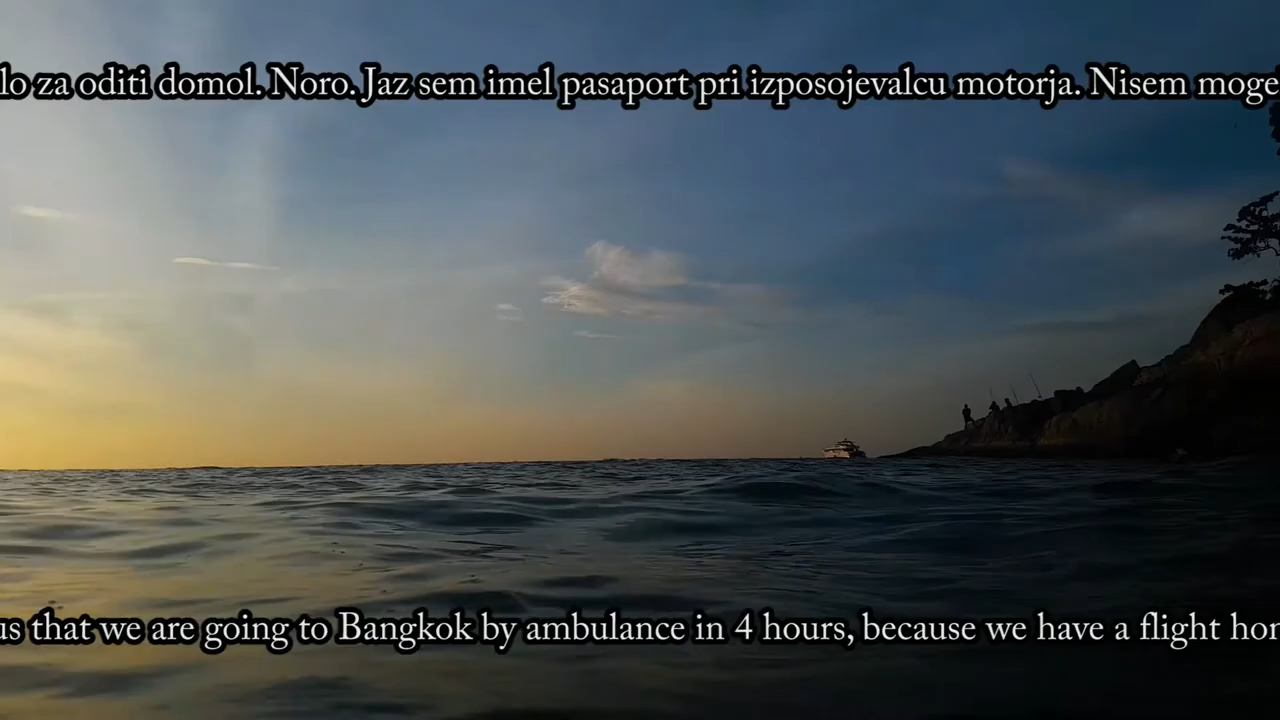 lo za oditi domol. Noro. Jaz sem imel pasaport pri izposojevalcu motorja. Nisem moge
us that we are going to Bangkok by ambulance in 4 hours, because we have a flight hor